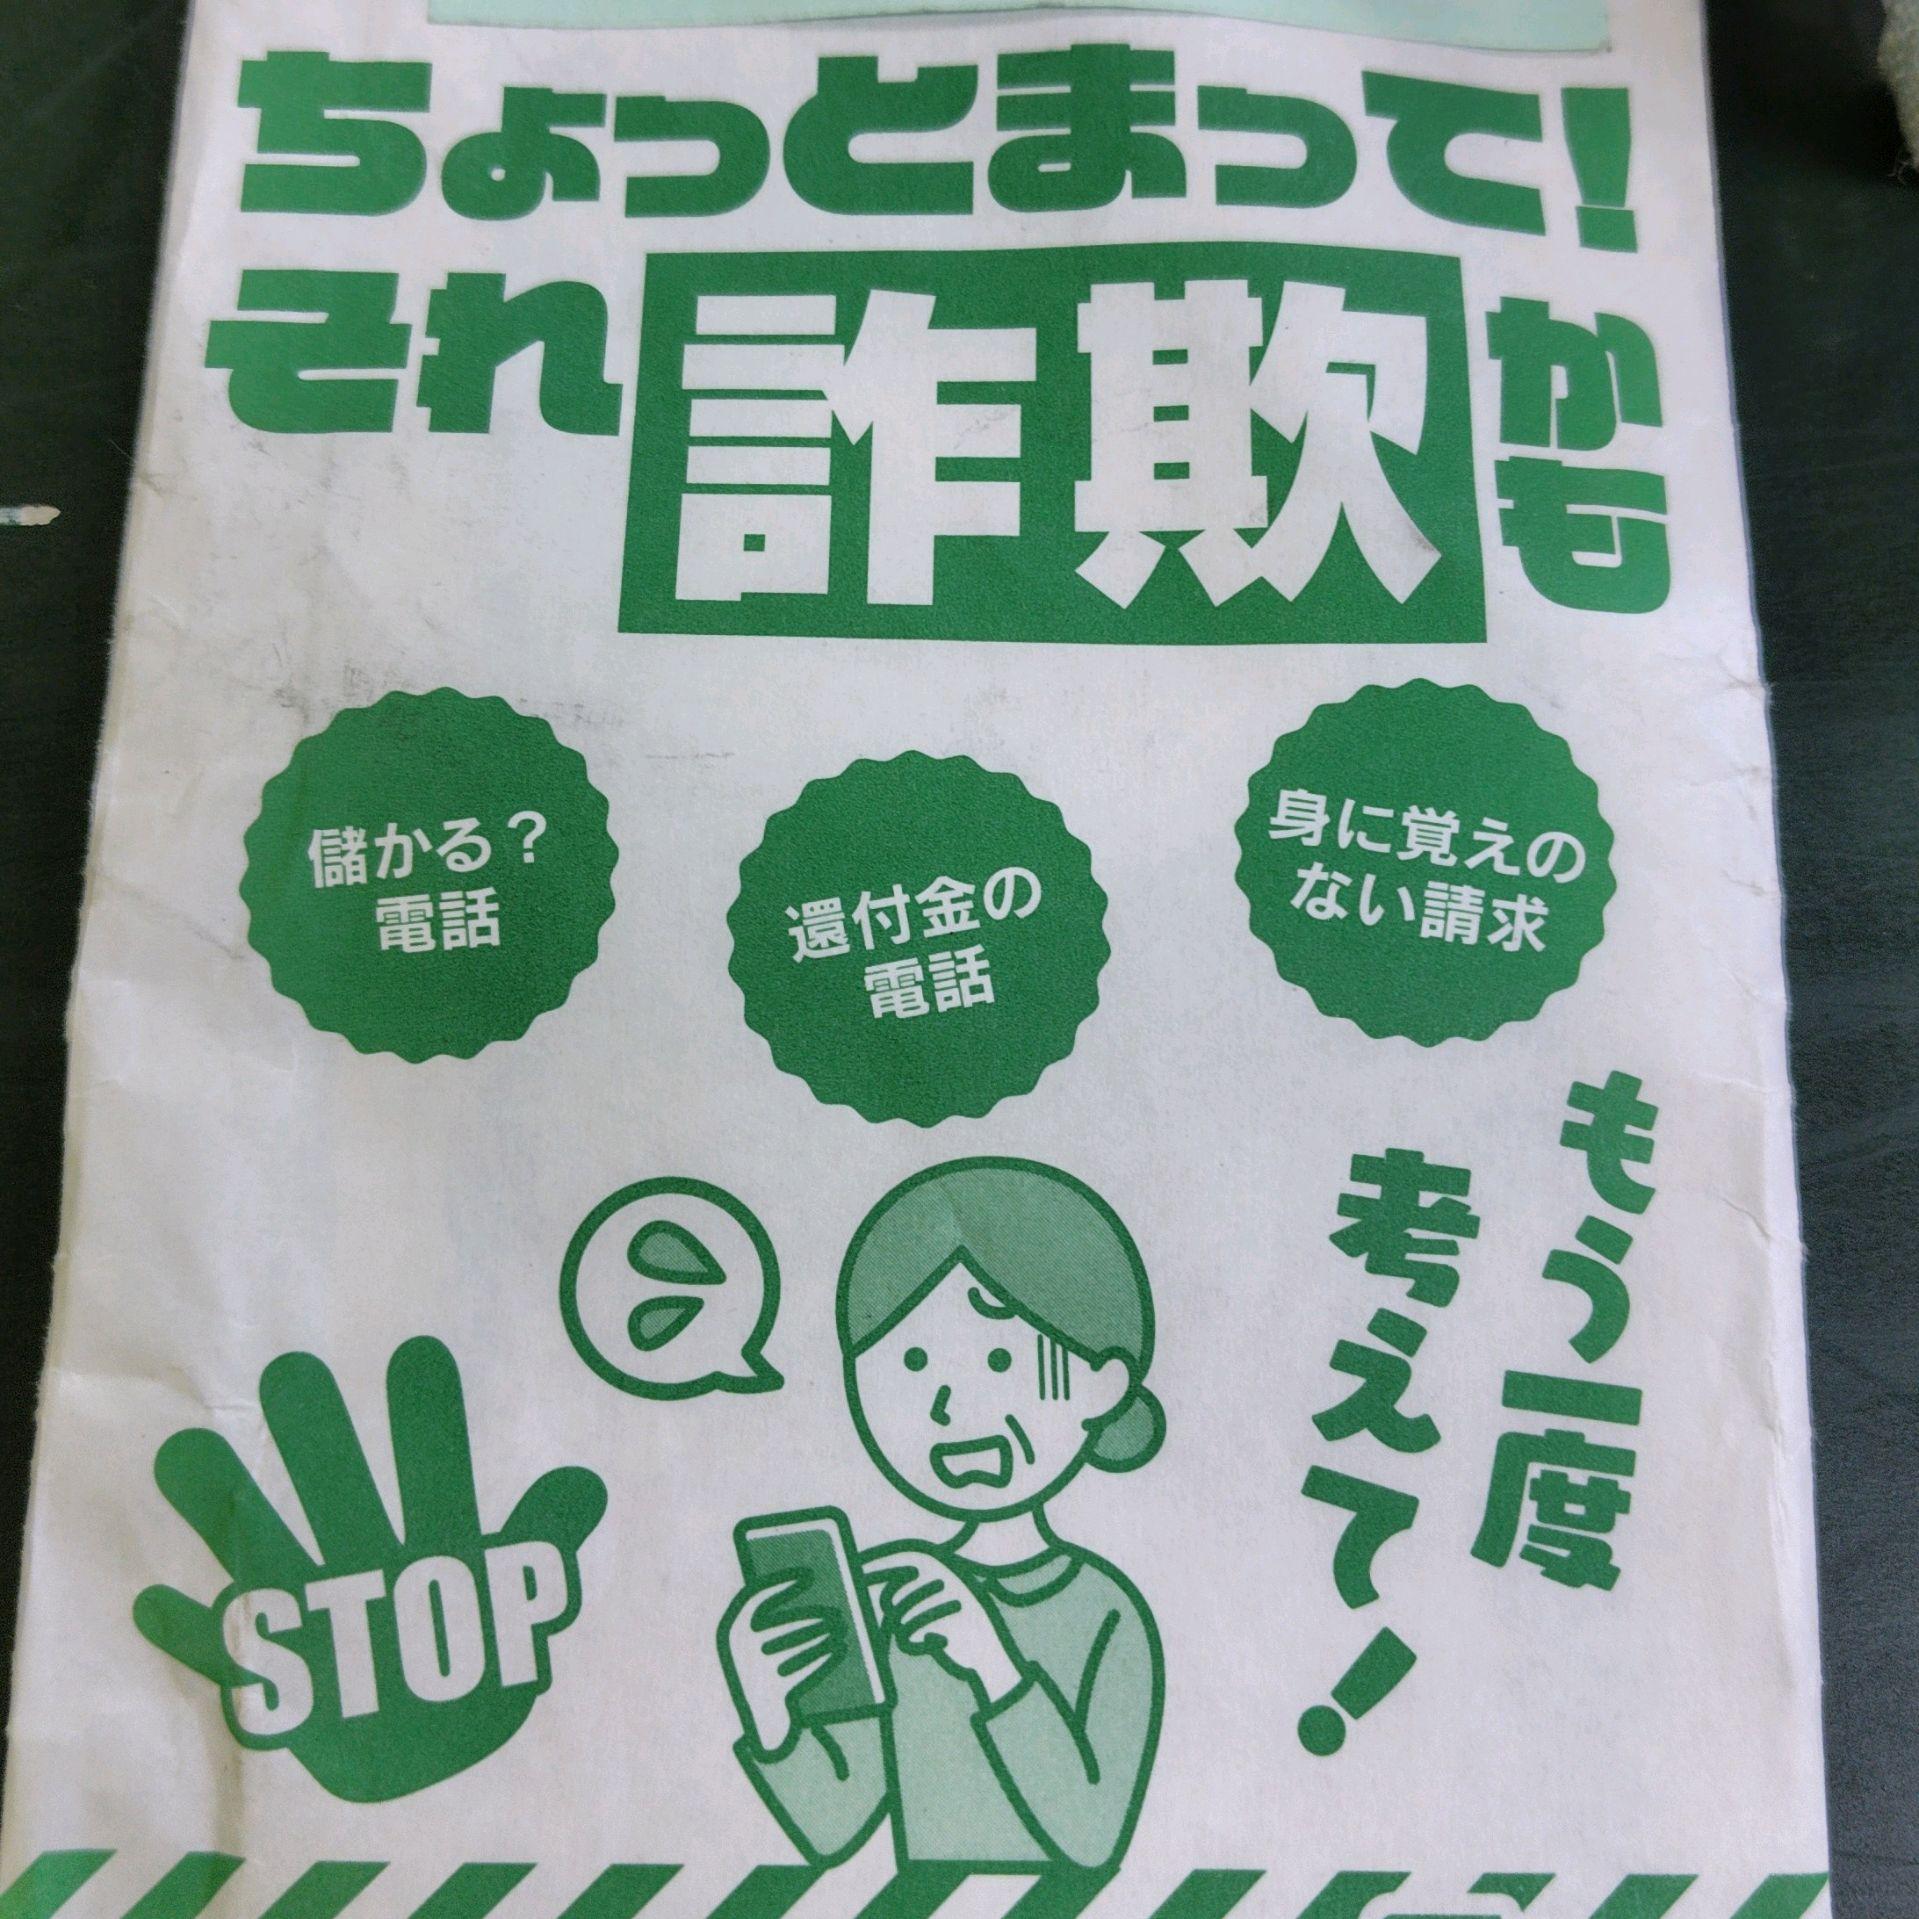 ちょっとまって!
それ詐欺かも
儲かる?
電話
還付金の
電話
身に覚えの
ない請求
もう一度
考えて!
STOP